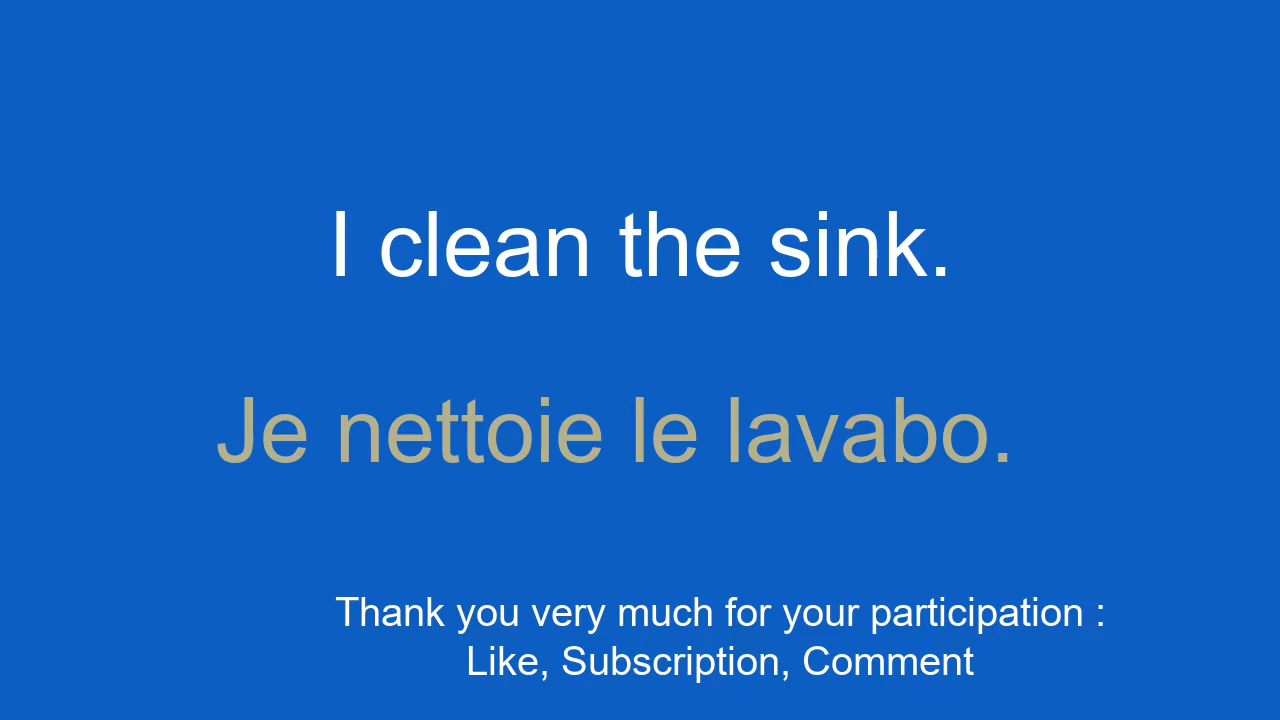 I clean the sink.
Je nettoie le lavabo.
Thank you very much for your participation :
Like, Subscription, Comment